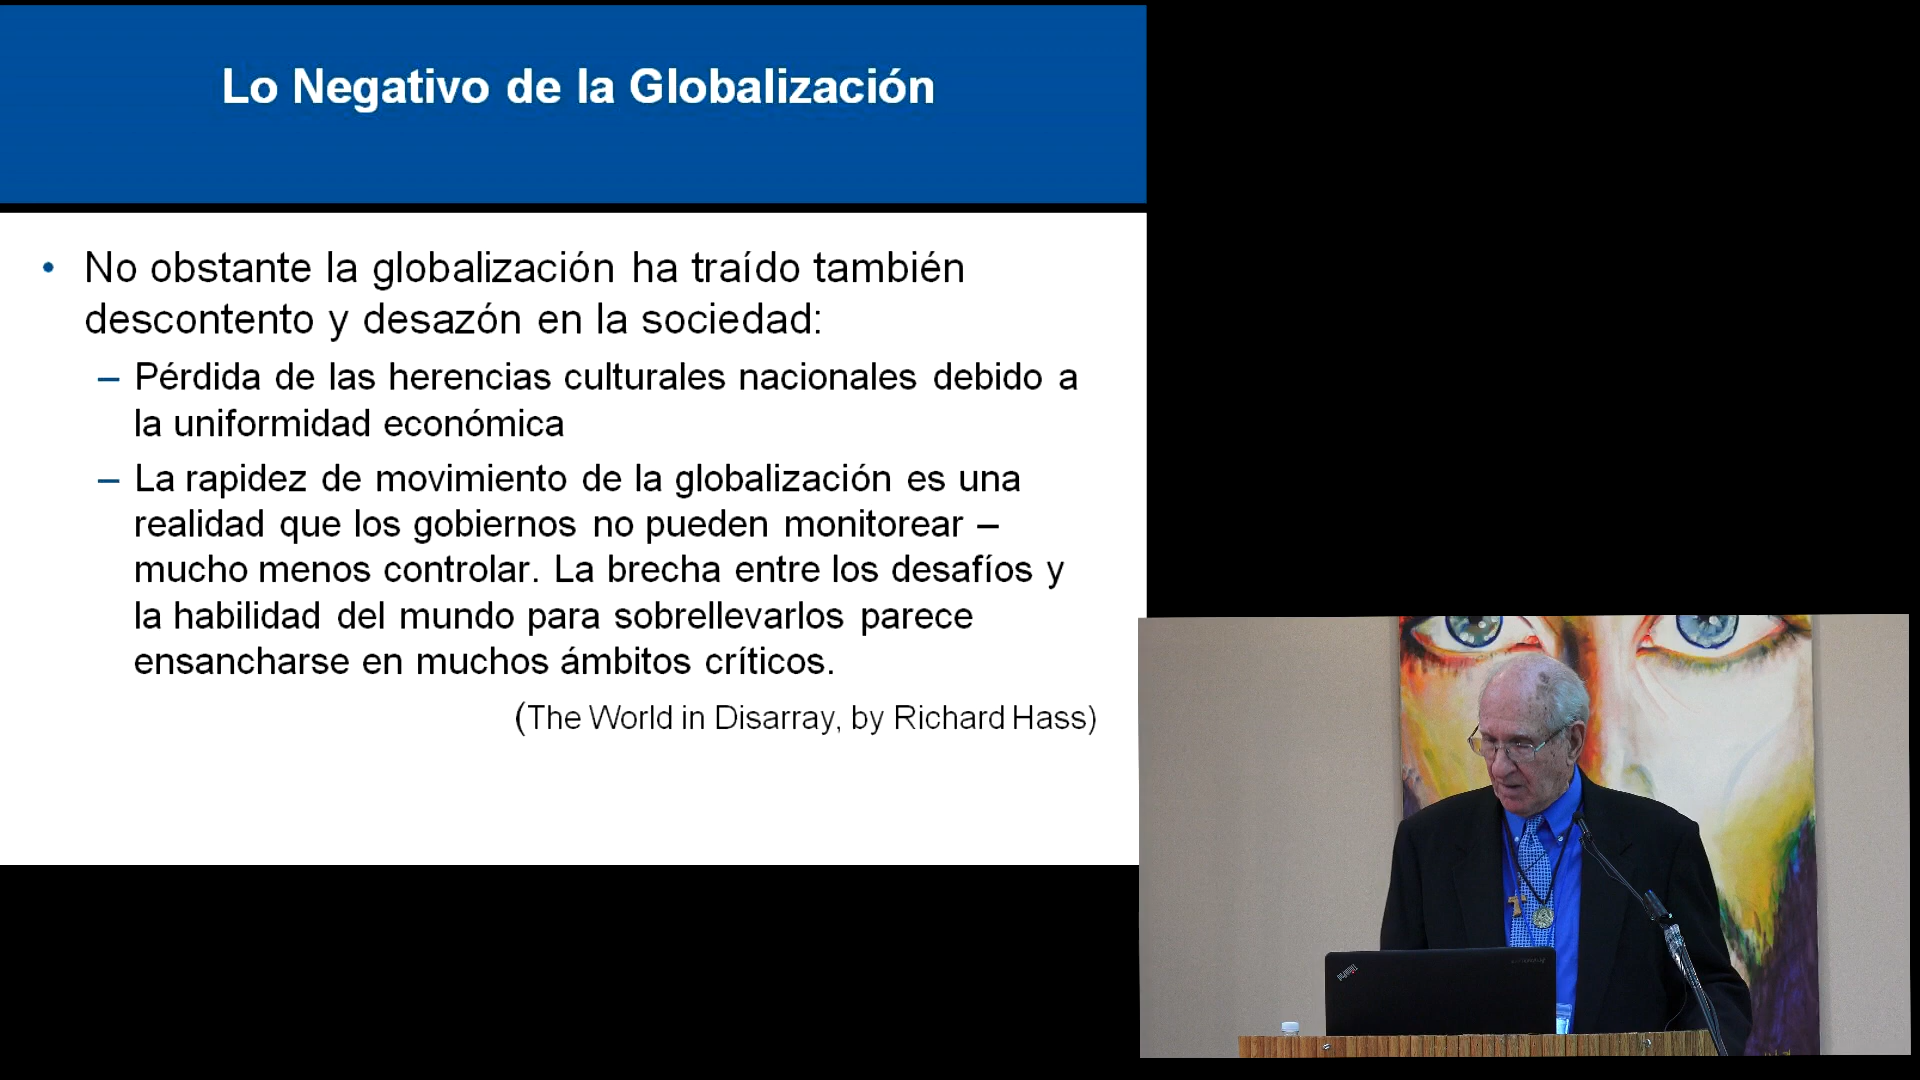 Lo Negativo de la Globalización
• No obstante la globalización ha traído también
descontento y desazón en la sociedad:
– Pérdida de las herencias culturales nacionales debido a
la uniformidad económica
– La rapidez de movimiento de la globalización es una
realidad que los gobiernos no pueden monitorear –
mucho menos controlar. La brecha entre los desafíos y
la habilidad del mundo para sobrellevarlos parece
ensancharse en muchos ámbitos críticos.
(The World in Disarray, by Richard Hass)
ThinkPad